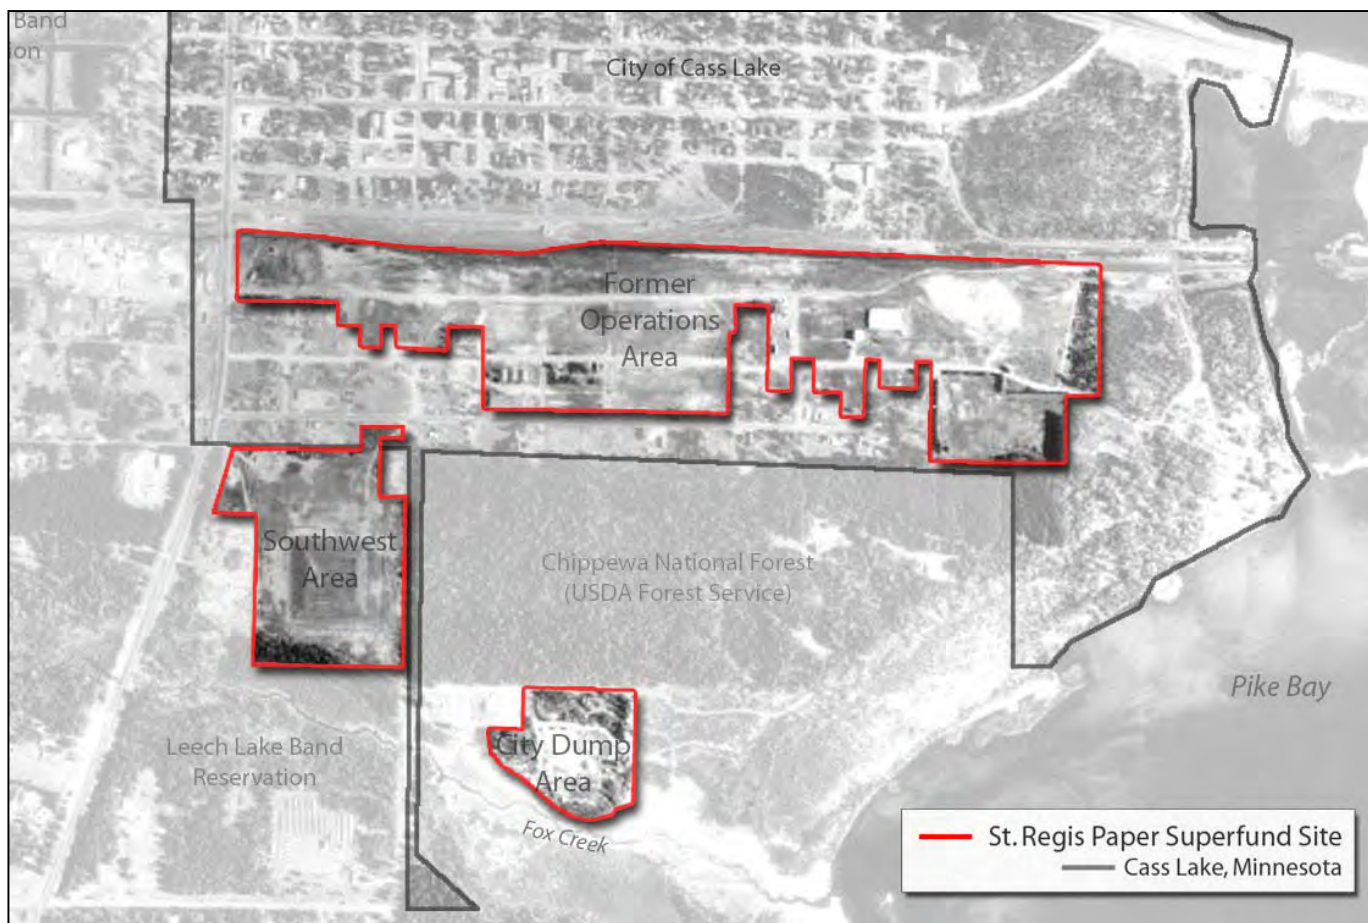 Band
ion
City of Cass Lake
Former
Operations
Area
Southwest
Area
Chippewa National Forest
(USDA Forest Service)
Pike Bay
Leech Lake Band
Reservation
City Dump
Area
Fox Creek
St. Regis Paper Superfund Site
Cass Lake, Minnesota